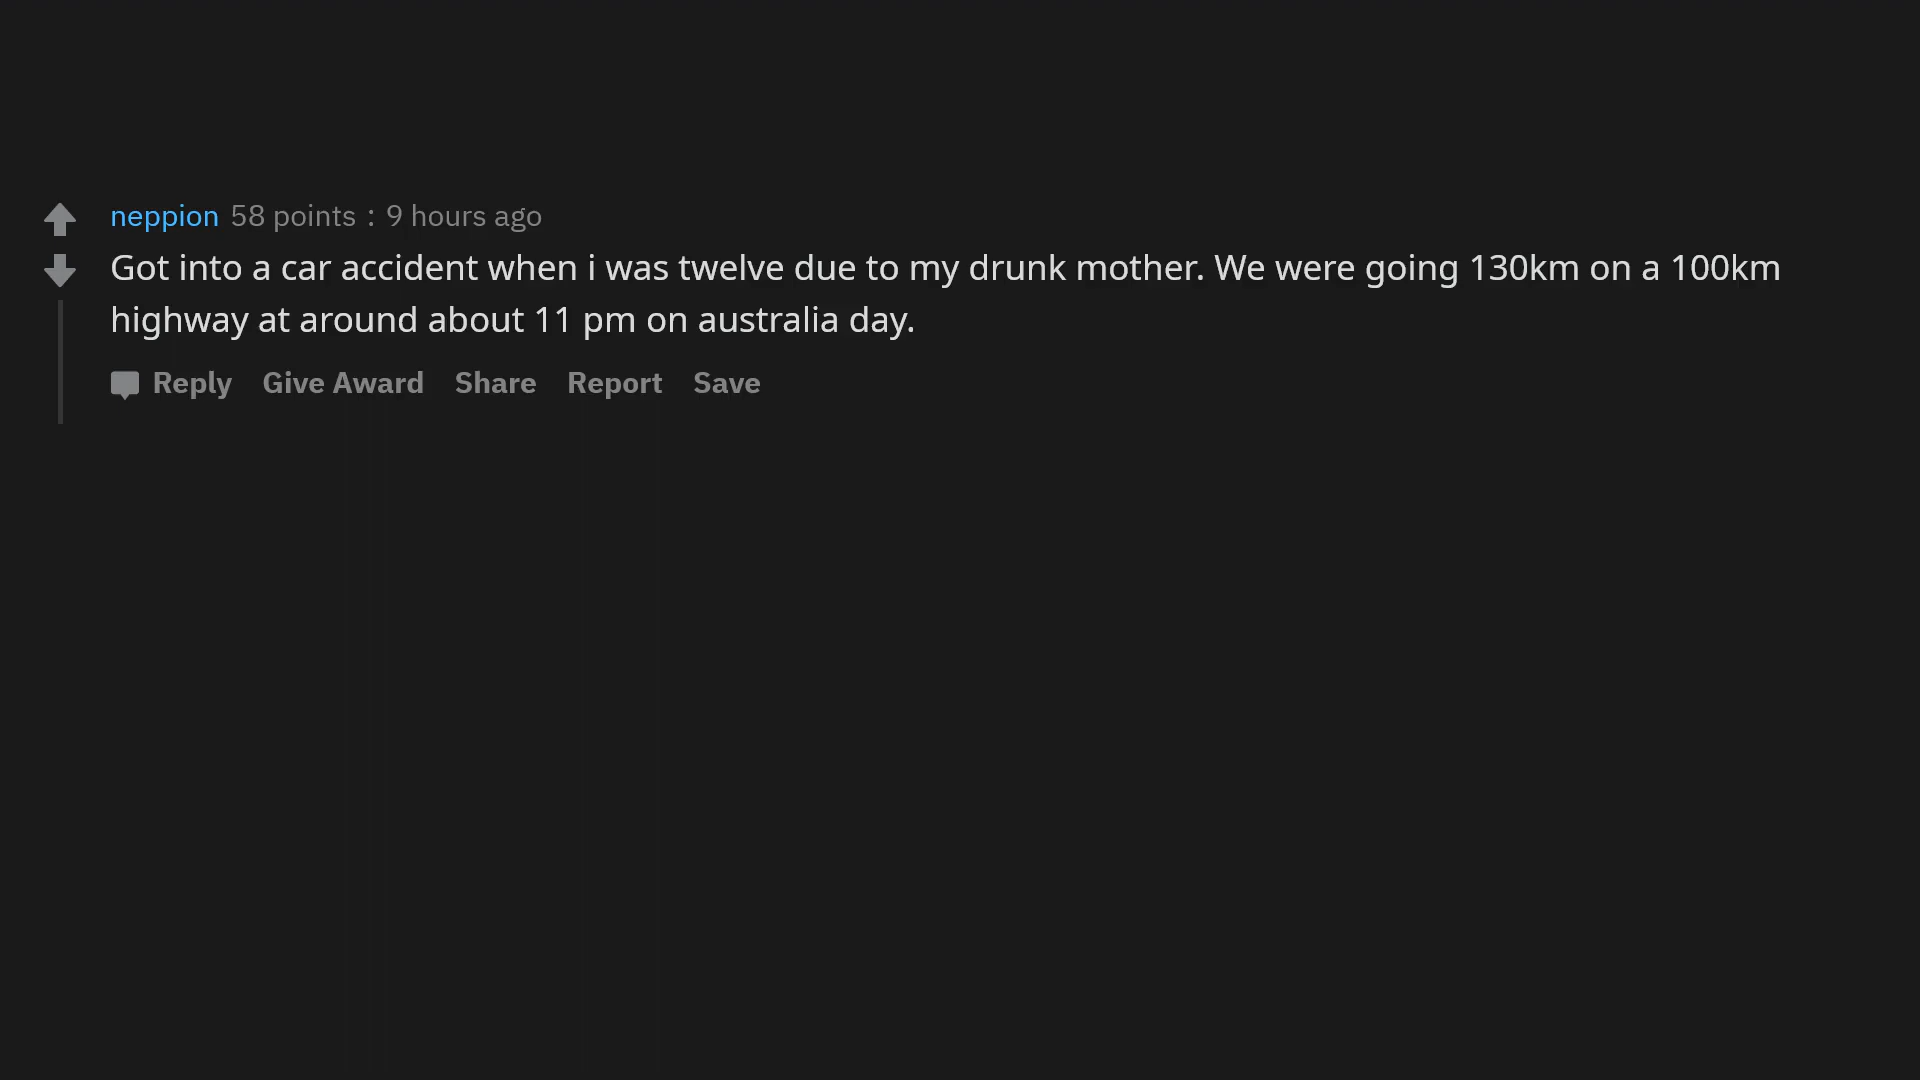 neppion 58 points : 9 hours ago
Got into a car accident when i was twelve due to my drunk mother. We were going 130km on a 100km
highway at around about 11 pm on australia day.
Reply Give Award Share Report Save